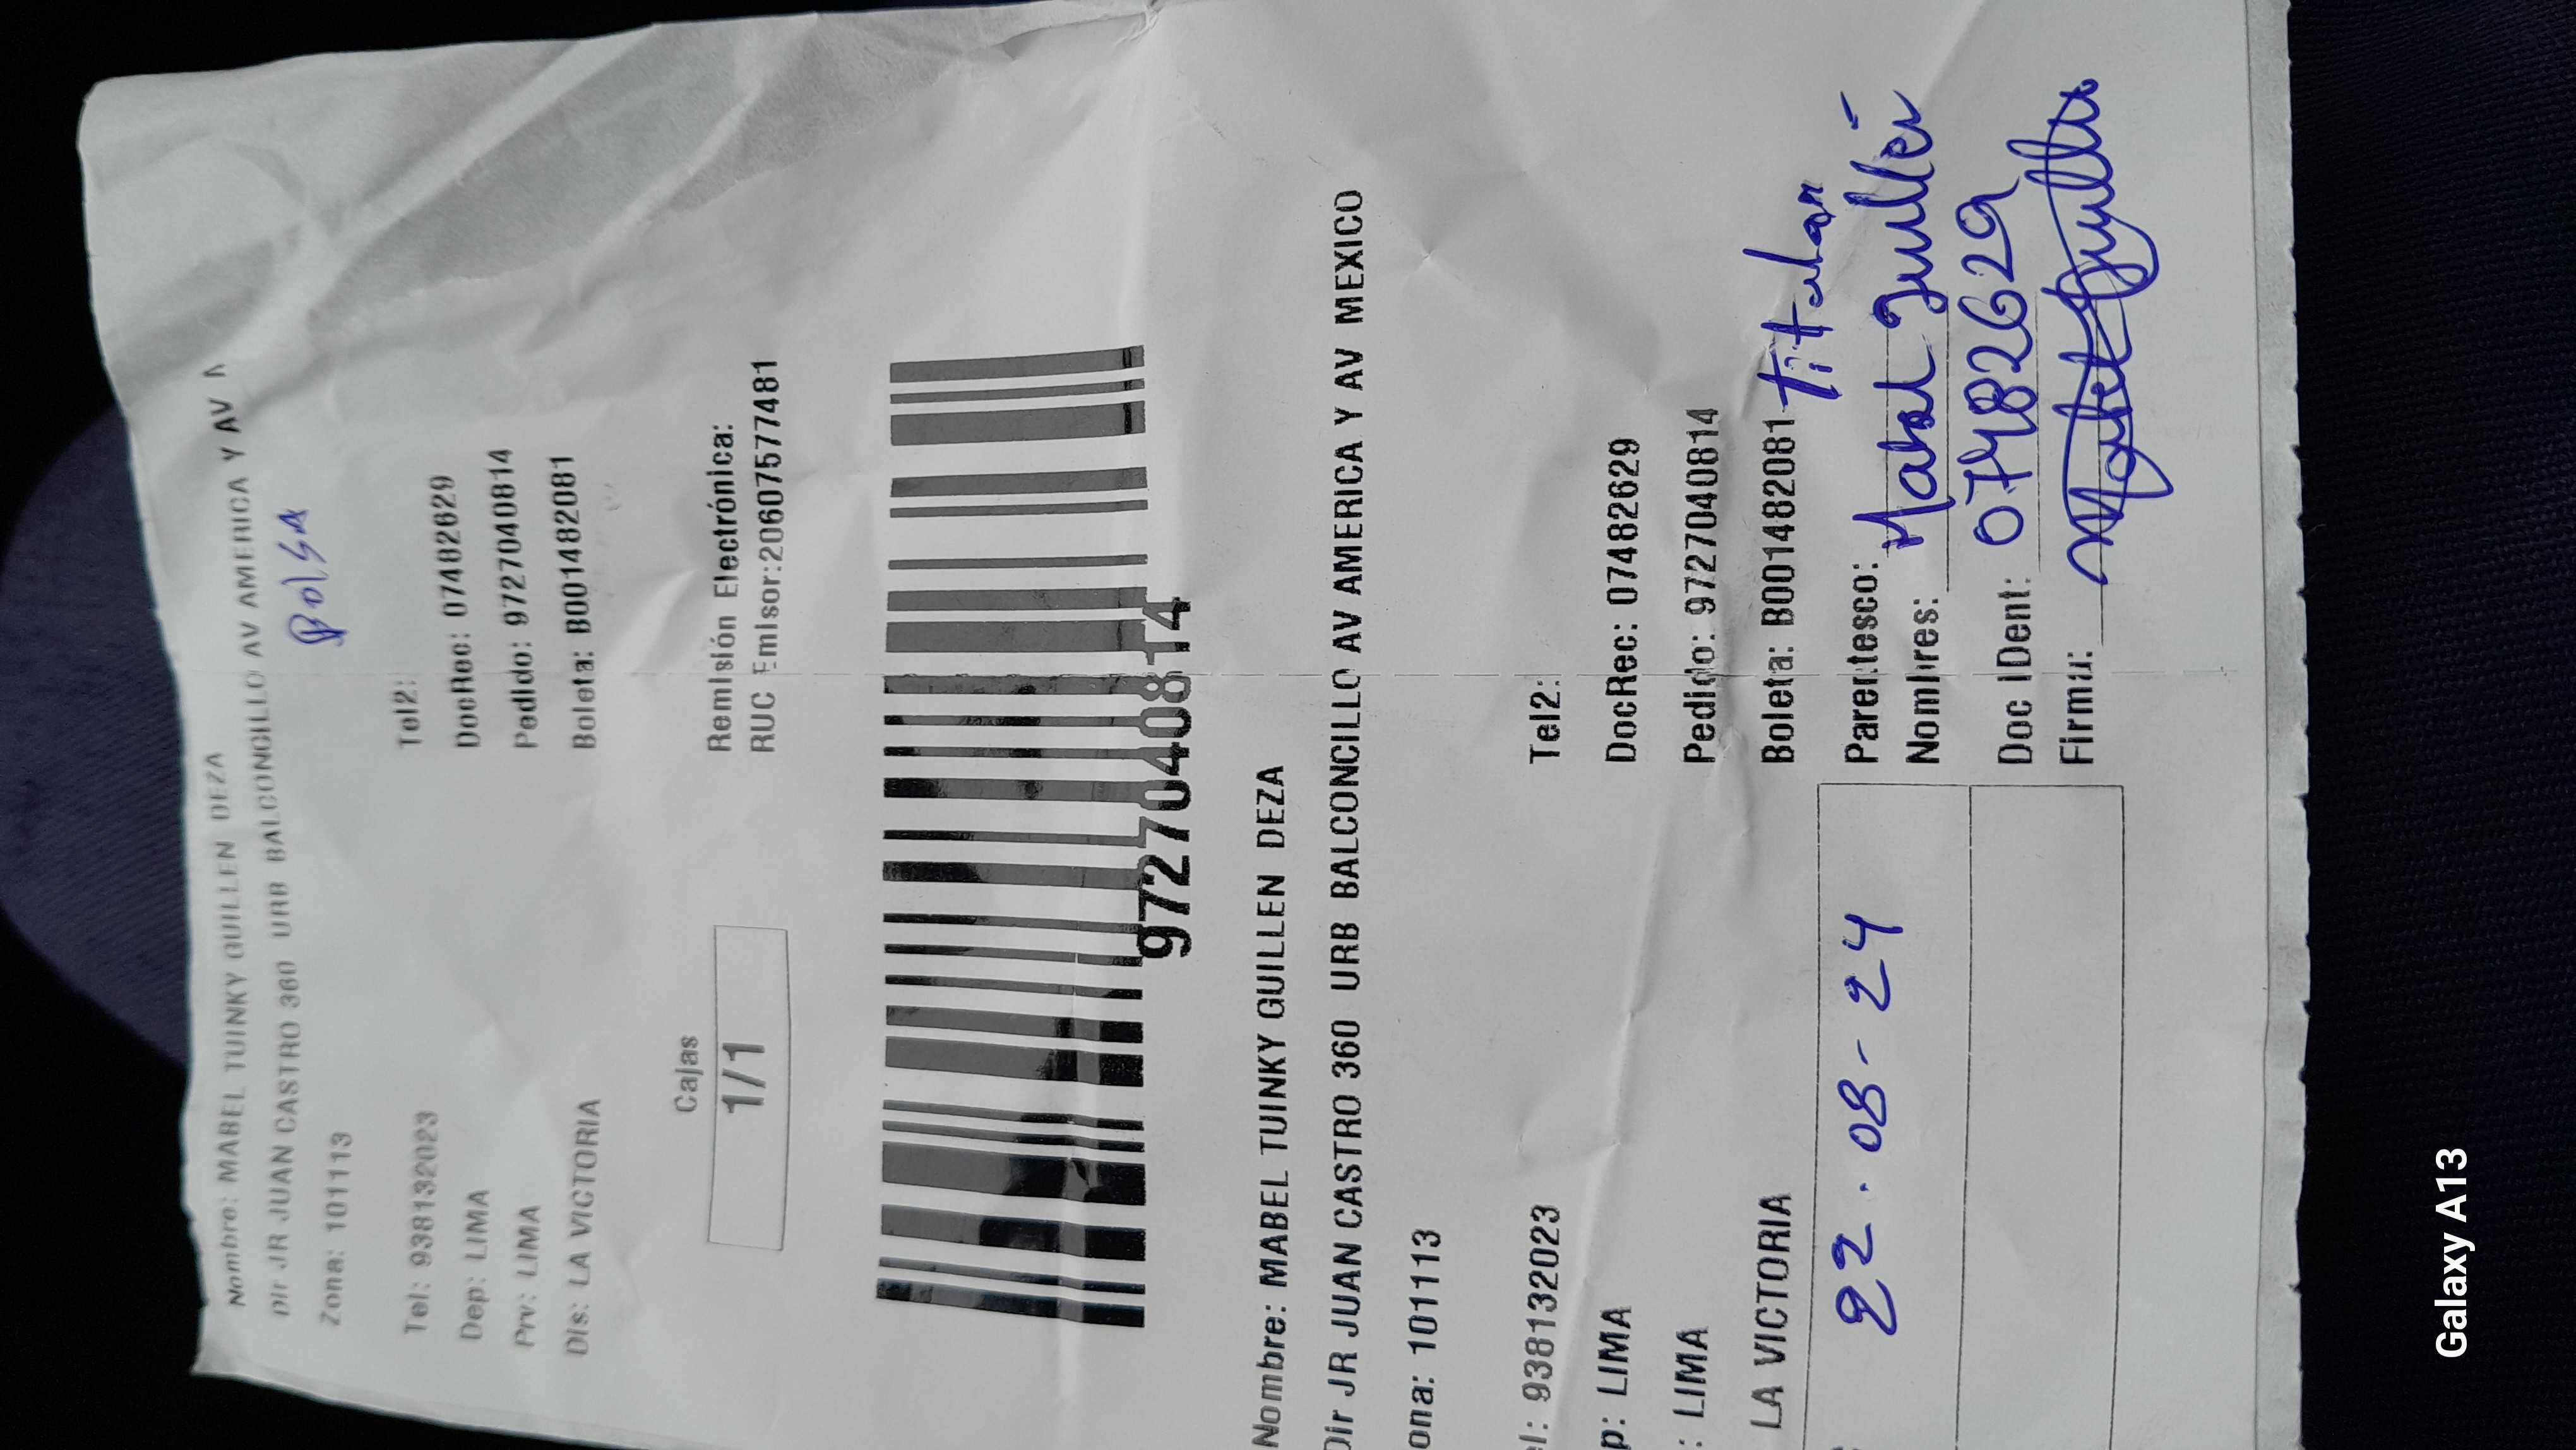 Nombre: MABEL TUINKY GUILLEN DEZA
Dir JR JUAN CASTRO 360 URB BALCONCILLO AV AMERICA Y AV
Zona: 101113
Bolsa
Tel: 938132023 Tel2:
Dep: LIMA DocRec: 07482629
Prv: LIMA Pedido: 9727040814
Dis: LA VICTORIA Boleta: B001482081
Cajas
1/1
Remisión Electrónica:
RUC Emisor:20607577481
9727040814
Nombre: MABEL TUINKY GUILLEN DEZA
Dir JR JUAN CASTRO 360 URB BALCONCILLO AV AMERICA Y AV MEXICO
ona: 101113
el: 938132023 Tel2:
p: LIMA DocRec: 07482629
: LIMA Pedido: 9727040814
LA VICTORIA Boleta: B001482081
22.08-24
Parentesco: Titular
Nombres: Mabel Guillén
Doc IDent: 07482629
Firma: Mabel Guillen
Galaxy A13